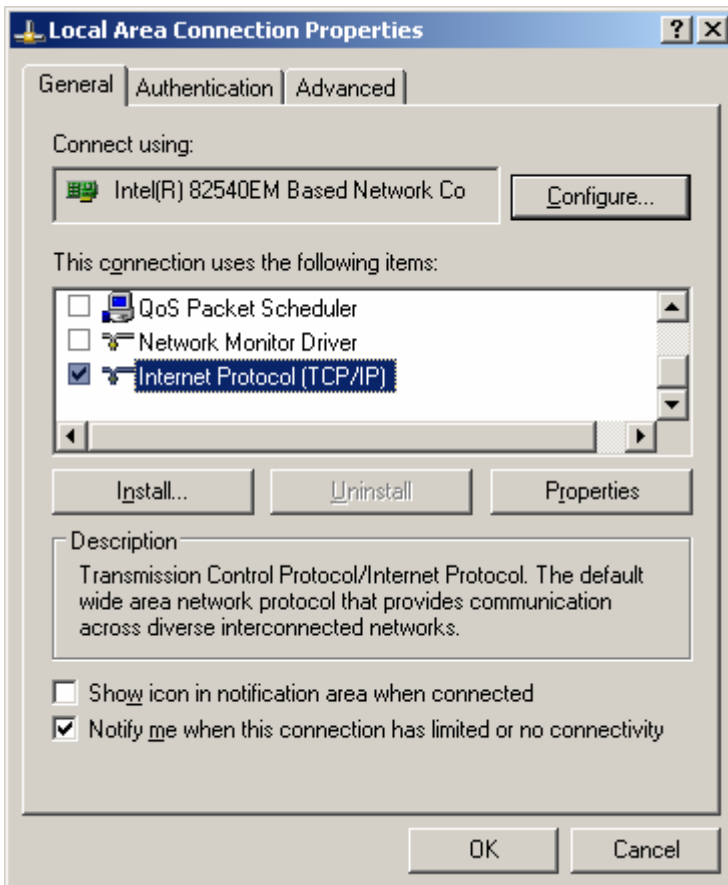 Local Area Connection Properties
General Authentication Advanced
Connect using:
Intel(R) 82540EM Based Network Co
Configure...
This connection uses the following items:
QoS Packet Scheduler
Network Monitor Driver
Internet Protocol (TCP/IP)
Install... Uninstall Properties
Description
Transmission Control Protocol/Internet Protocol. The default
wide area network protocol that provides communication
across diverse interconnected networks.
Show icon in notification area when connected
Notify me when this connection has limited or no connectivity
OK Cancel